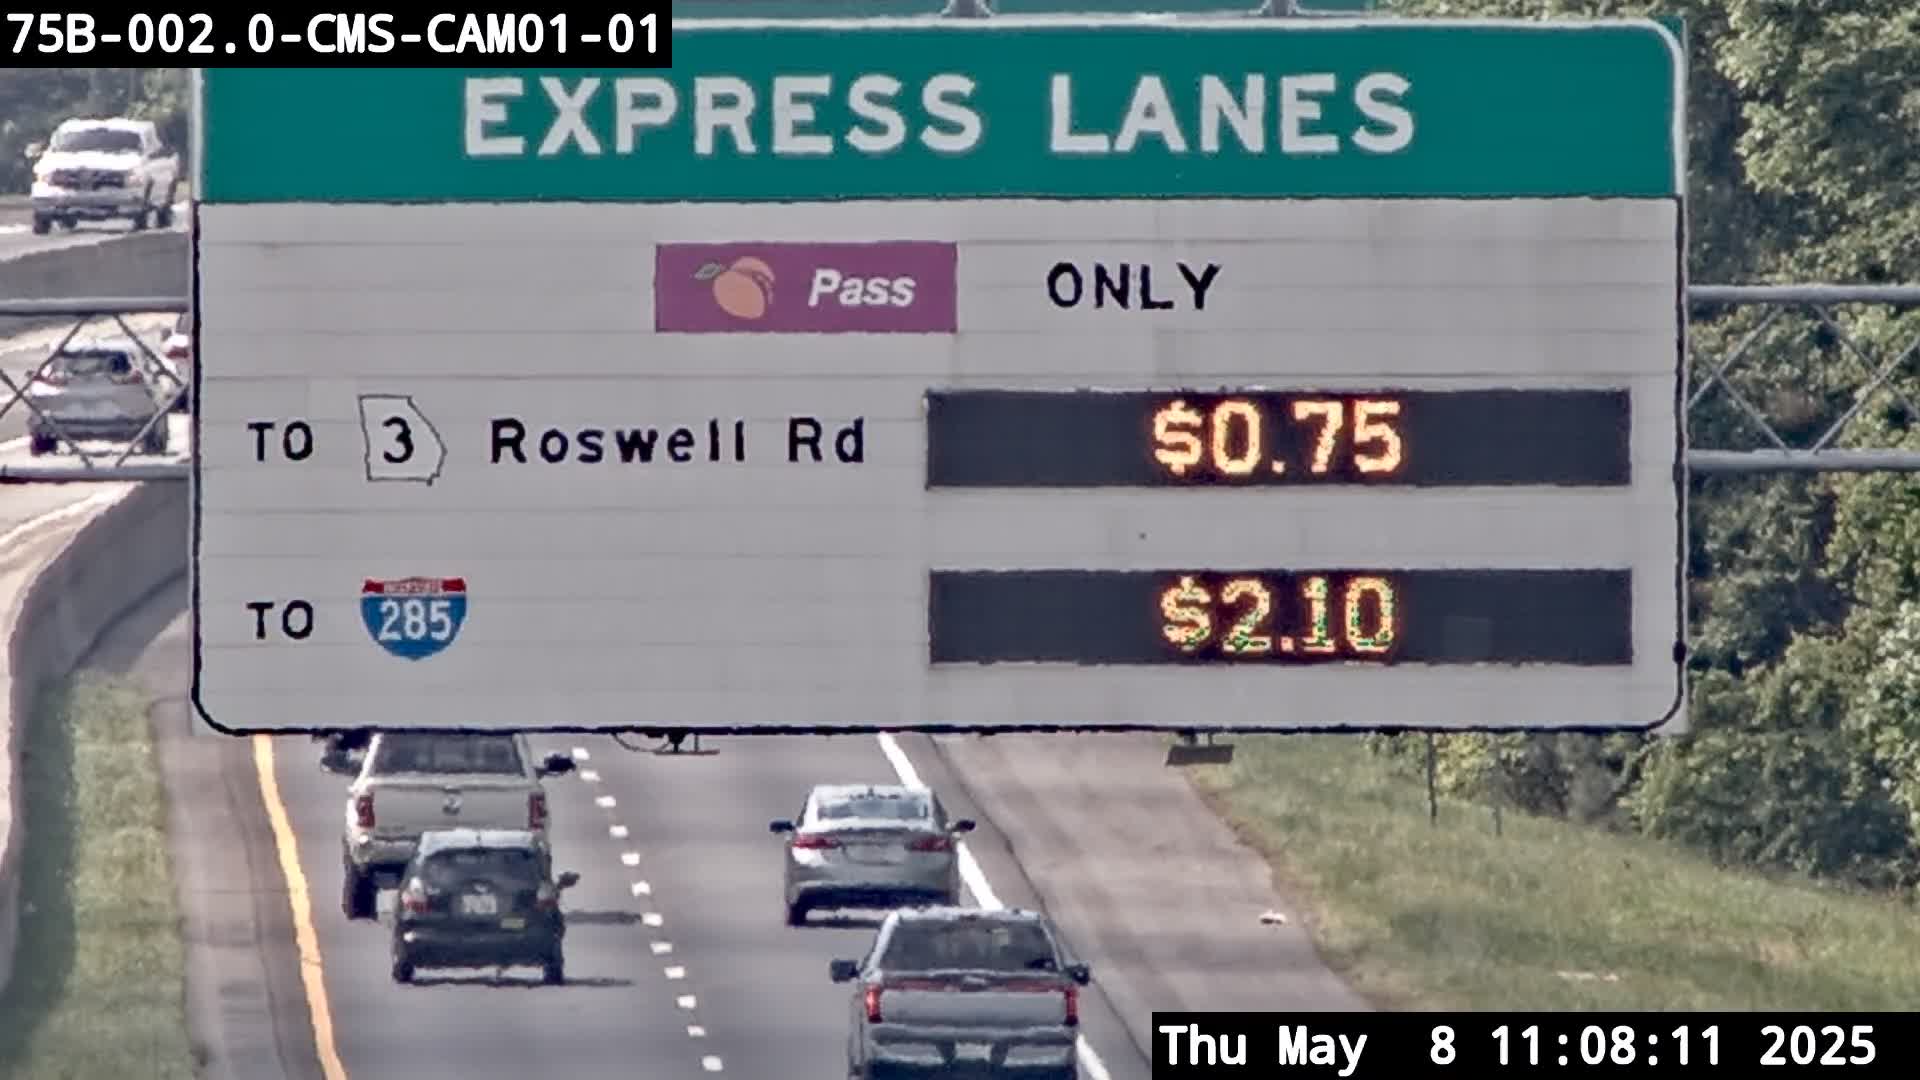 75B-002.0-CMS-CAM01-01
EXPRESS LANES
Pass ONLY
TO 3 Roswell Rd $0.75
TO 285 $2.10
Thu May 8 11:08:11 2025